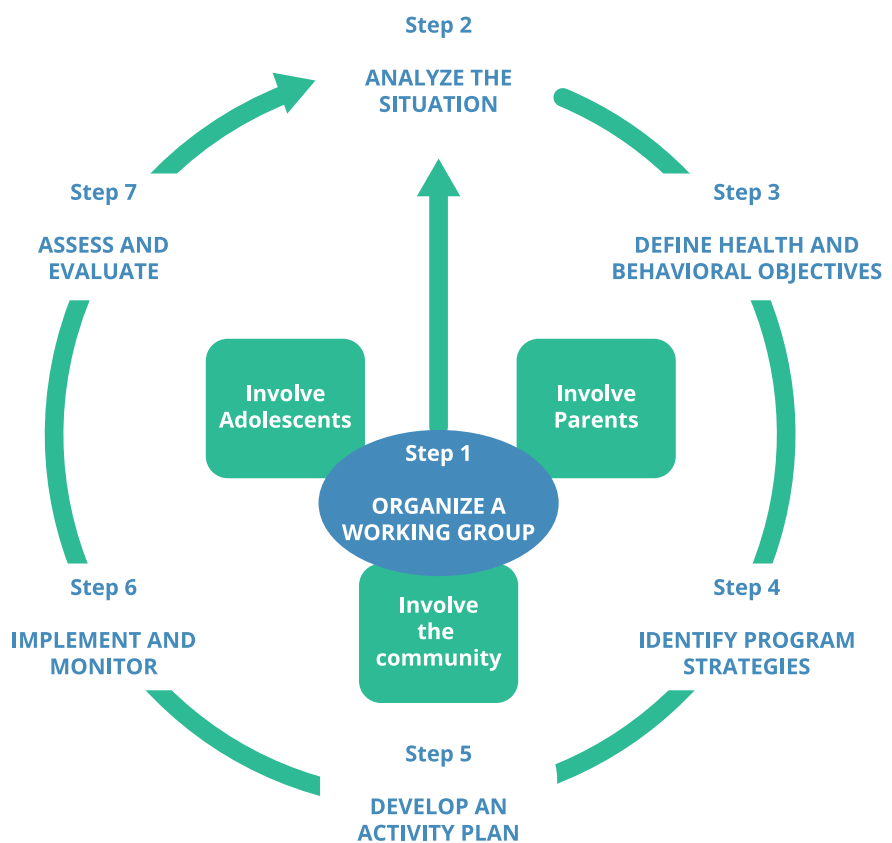 Step 2
ANALYZE THE
SITUATION
Step 3
DEFINE HEALTH AND
BEHAVIORAL OBJECTIVES
Step 4
IDENTIFY PROGRAM
STRATEGIES
Step 5
DEVELOP AN
ACTIVITY PLAN
Step 6
IMPLEMENT AND
MONITOR
Step 7
ASSESS AND
EVALUATE
Involve
Adolescents
Involve
Parents
Step 1
ORGANIZE A
WORKING GROUP
Involve
the
community